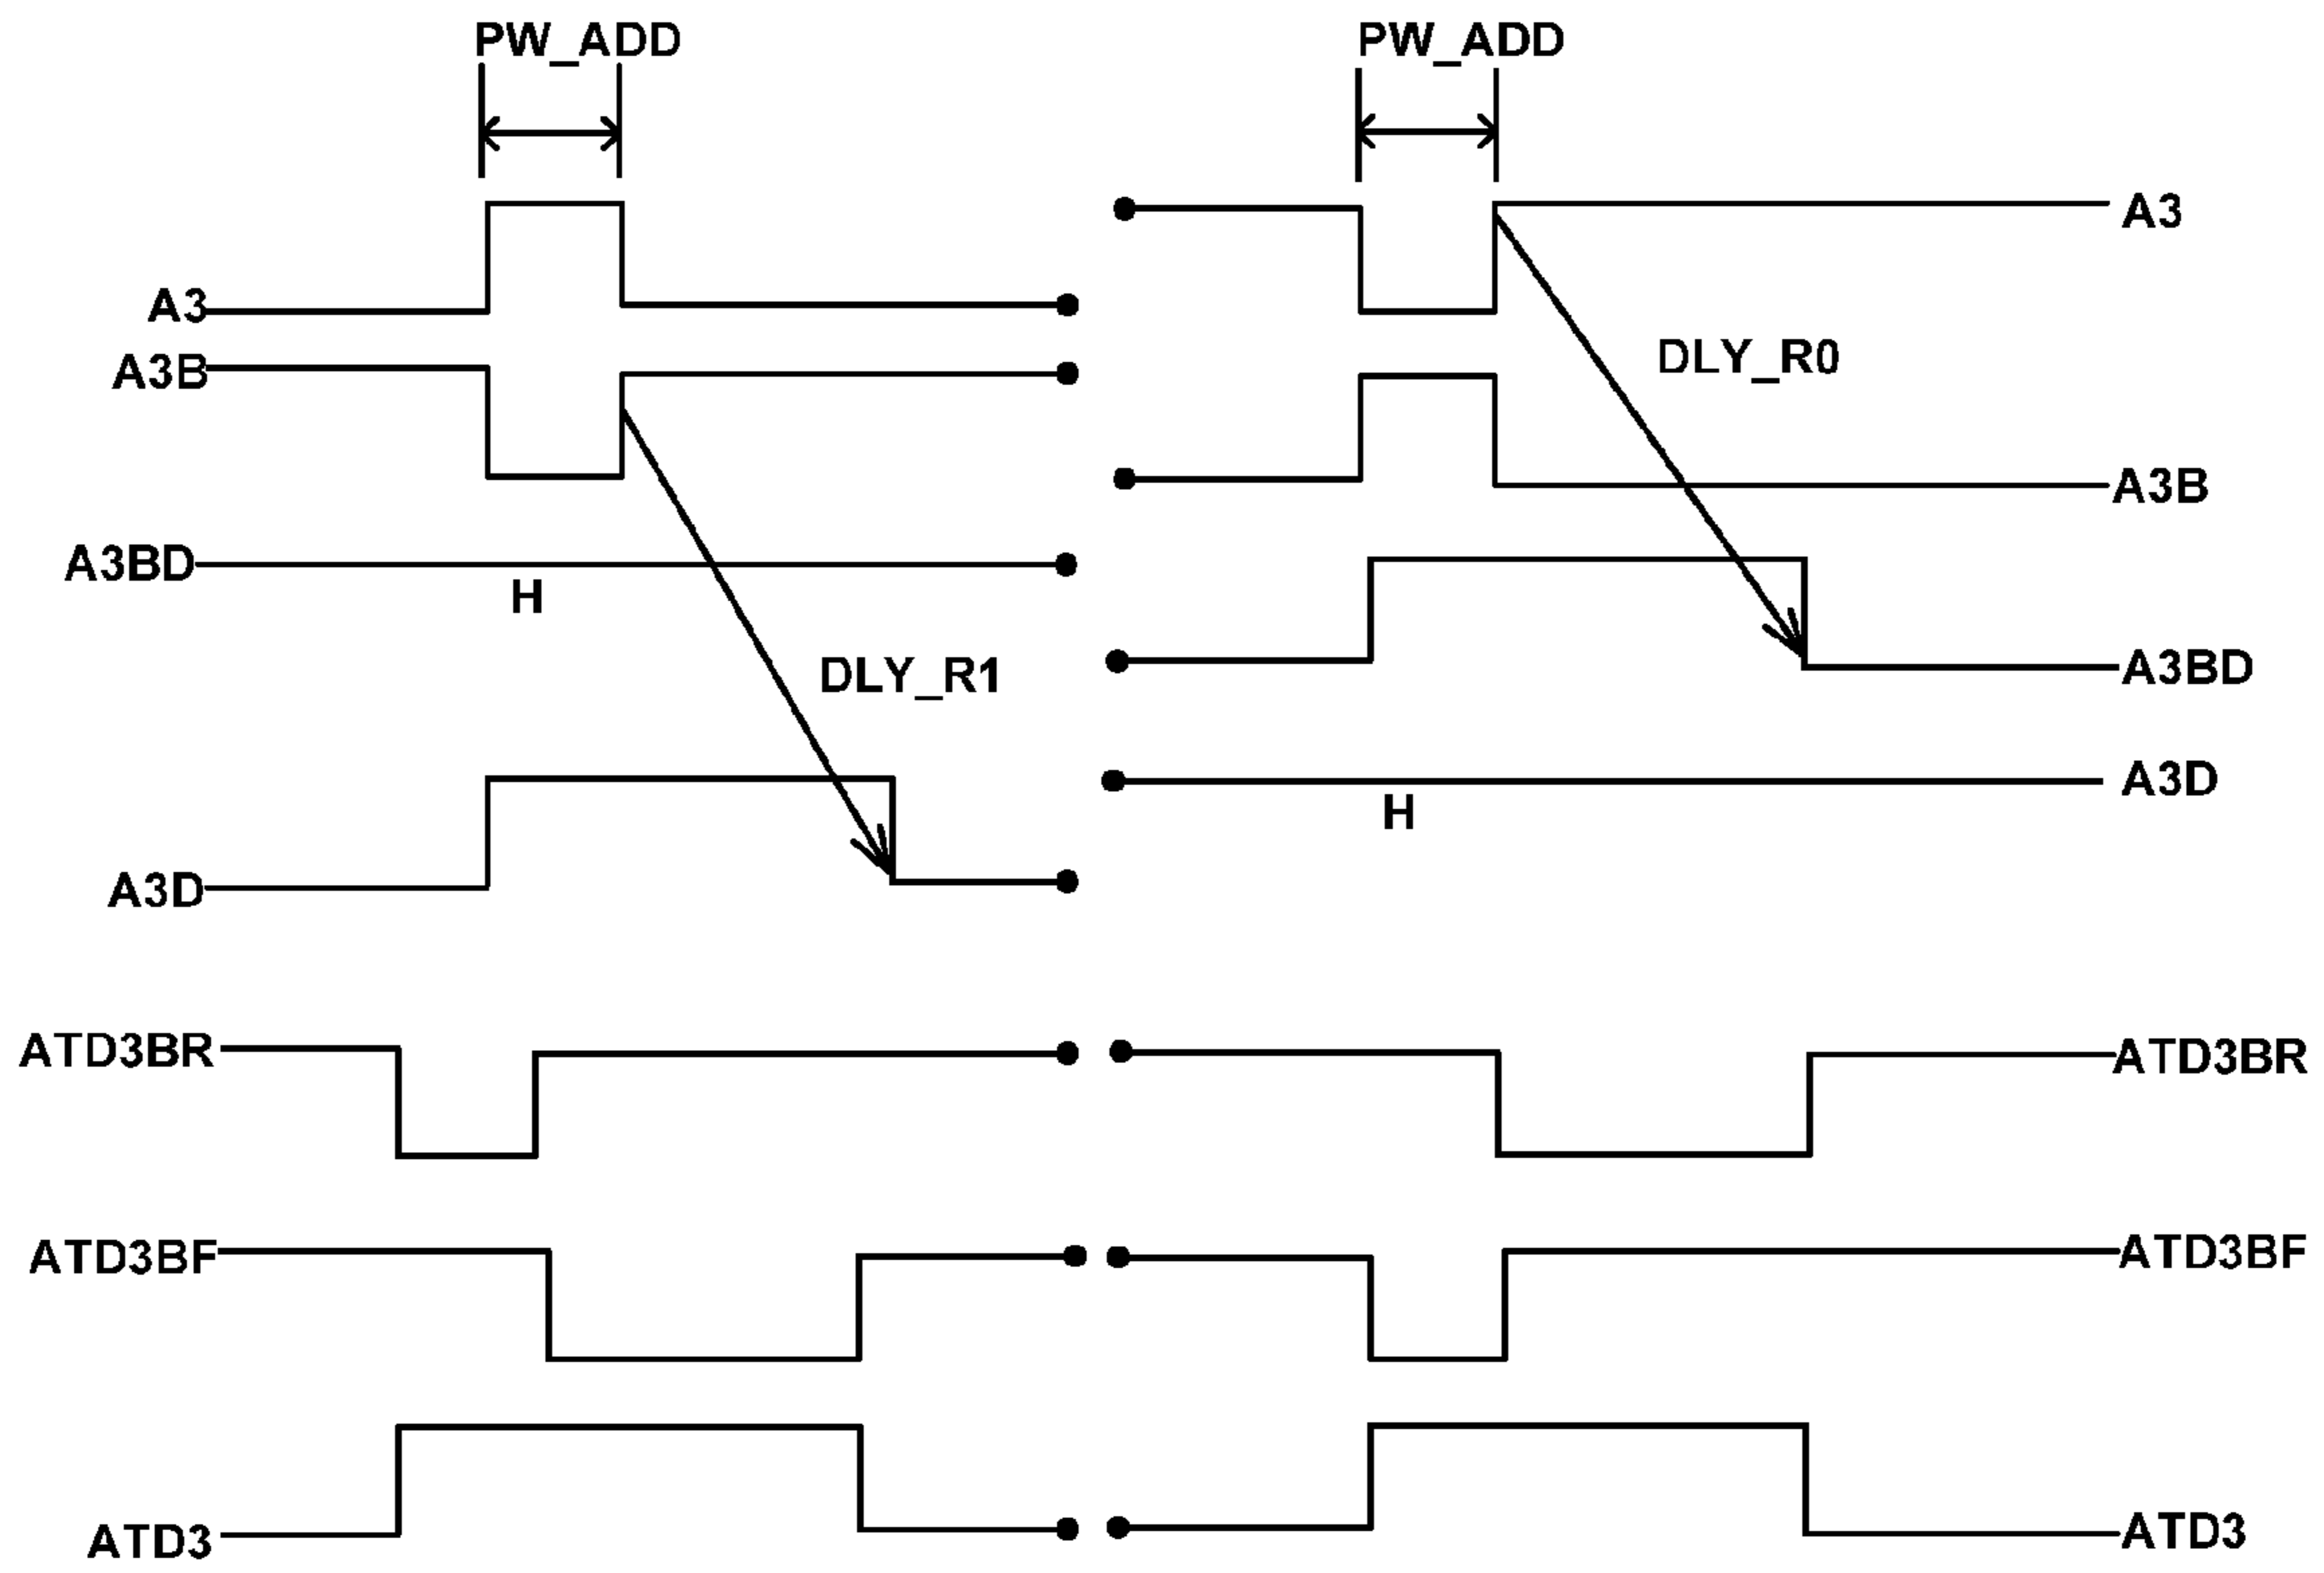 PW_ADD PW_ADD
A3
A3
DLY_R0
A3B
A3B
A3BD
H
A3BD
DLY_R1
A3D
H
A3D
ATD3BR ATD3BR
ATD3BF ATD3BF
ATD3 ATD3